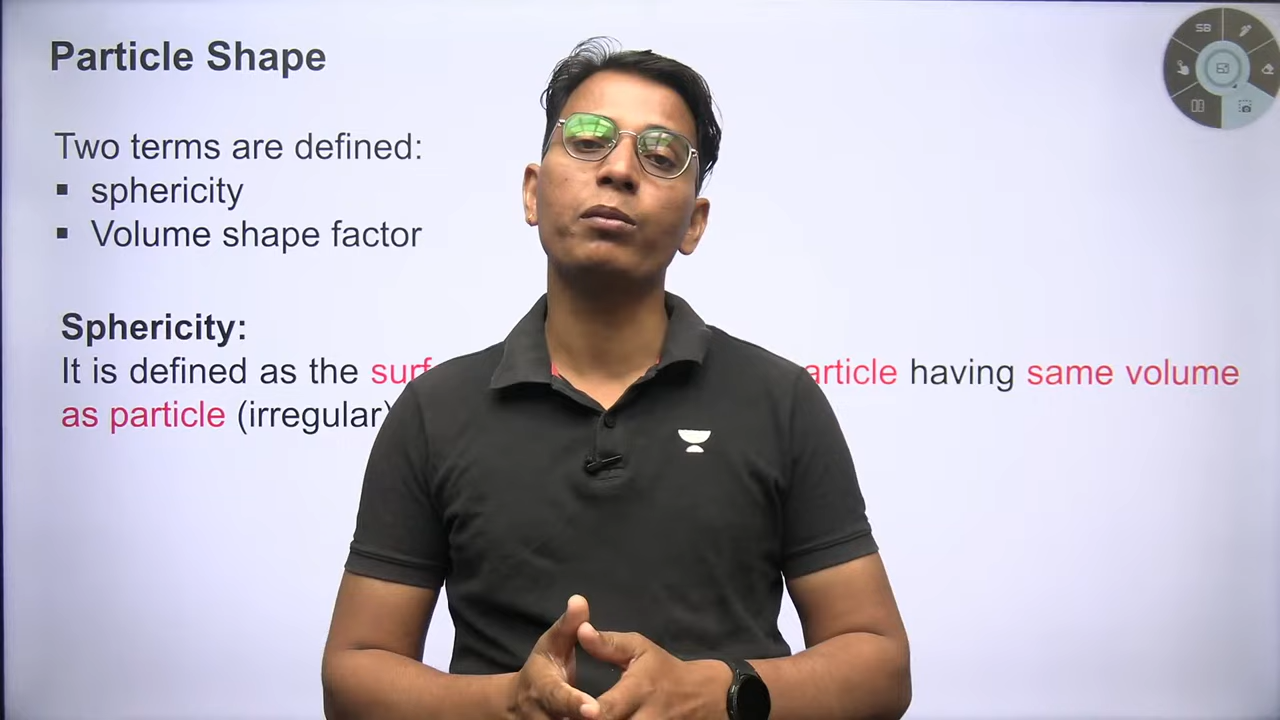 Particle Shape
Two terms are defined:
▪ sphericity
▪ Volume shape factor
Sphericity:
It is defined as the article having same volume
as particle (irregular)
SB